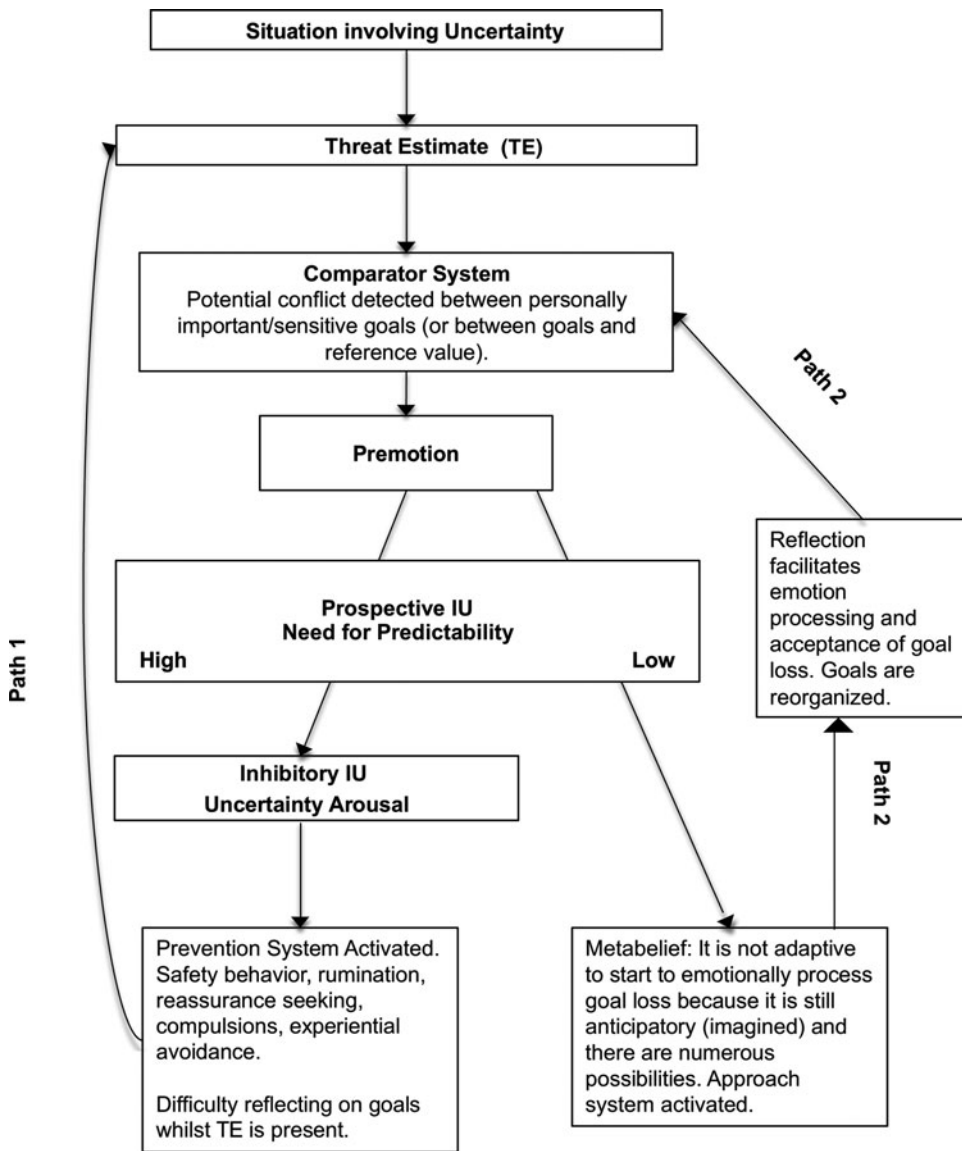 Situation involving Uncertainty
Threat Estimate (TE)
Comparator System
Potential conflict detected between personally
important/sensitive goals (or between goals and
reference value).
Path 2
Premotion
Reflection
facilitates
emotion
processing and
acceptance of goal
loss. Goals are
reorganized.
Prospective IU
Need for Predictability
High
Low
Path 1
Inhibitory IU
Uncertainty Arousal
Path 2
Prevention System Activated.
Safety behavior, rumination,
reassurance seeking,
compulsions, experiential
avoidance.
Difficulty reflecting on goals
whilst TE is present.
Metabelief: It is not adaptive
to start to emotionally process
goal loss because it is still
anticipatory (imagined) and
there are numerous
possibilities. Approach
system activated.